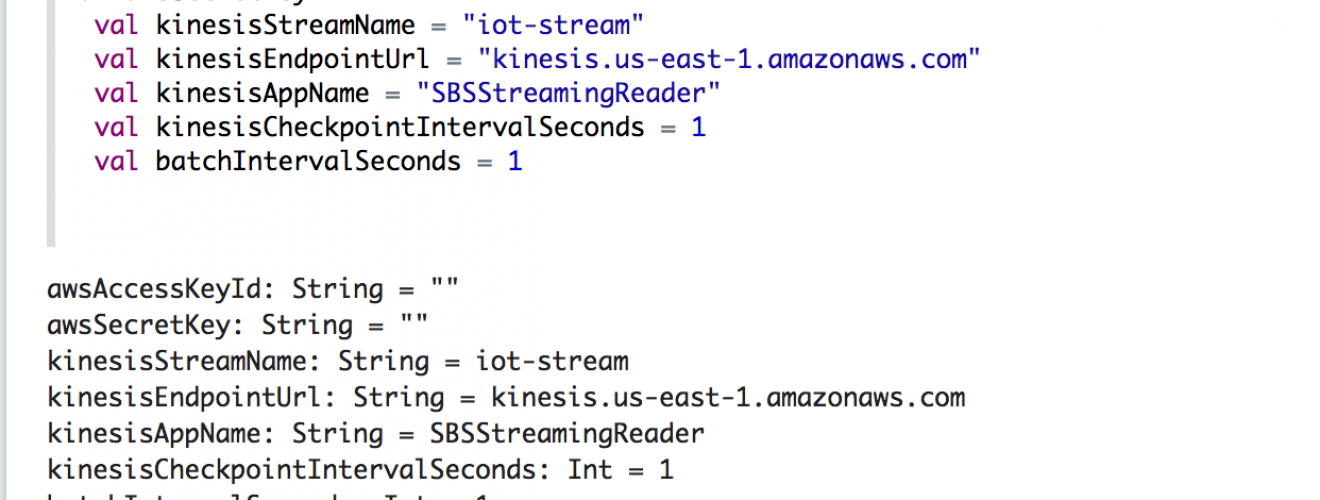 val kinesisStreamName = "iot-stream"
val kinesisEndpointUrl = "kinesis.us-east-1.amazonaws.com"
val kinesisAppName = "SBSStreamingReader"
val kinesisCheckpointIntervalSeconds = 1
val batchIntervalSeconds = 1
awsAccessKeyId: String = ""
awsSecretKey: String = ""
kinesisStreamName: String = iot-stream
kinesisEndpointUrl: String = kinesis.us-east-1.amazonaws.com
kinesisAppName: String = SBSStreamingReader
kinesisCheckpointIntervalSeconds: Int = 1